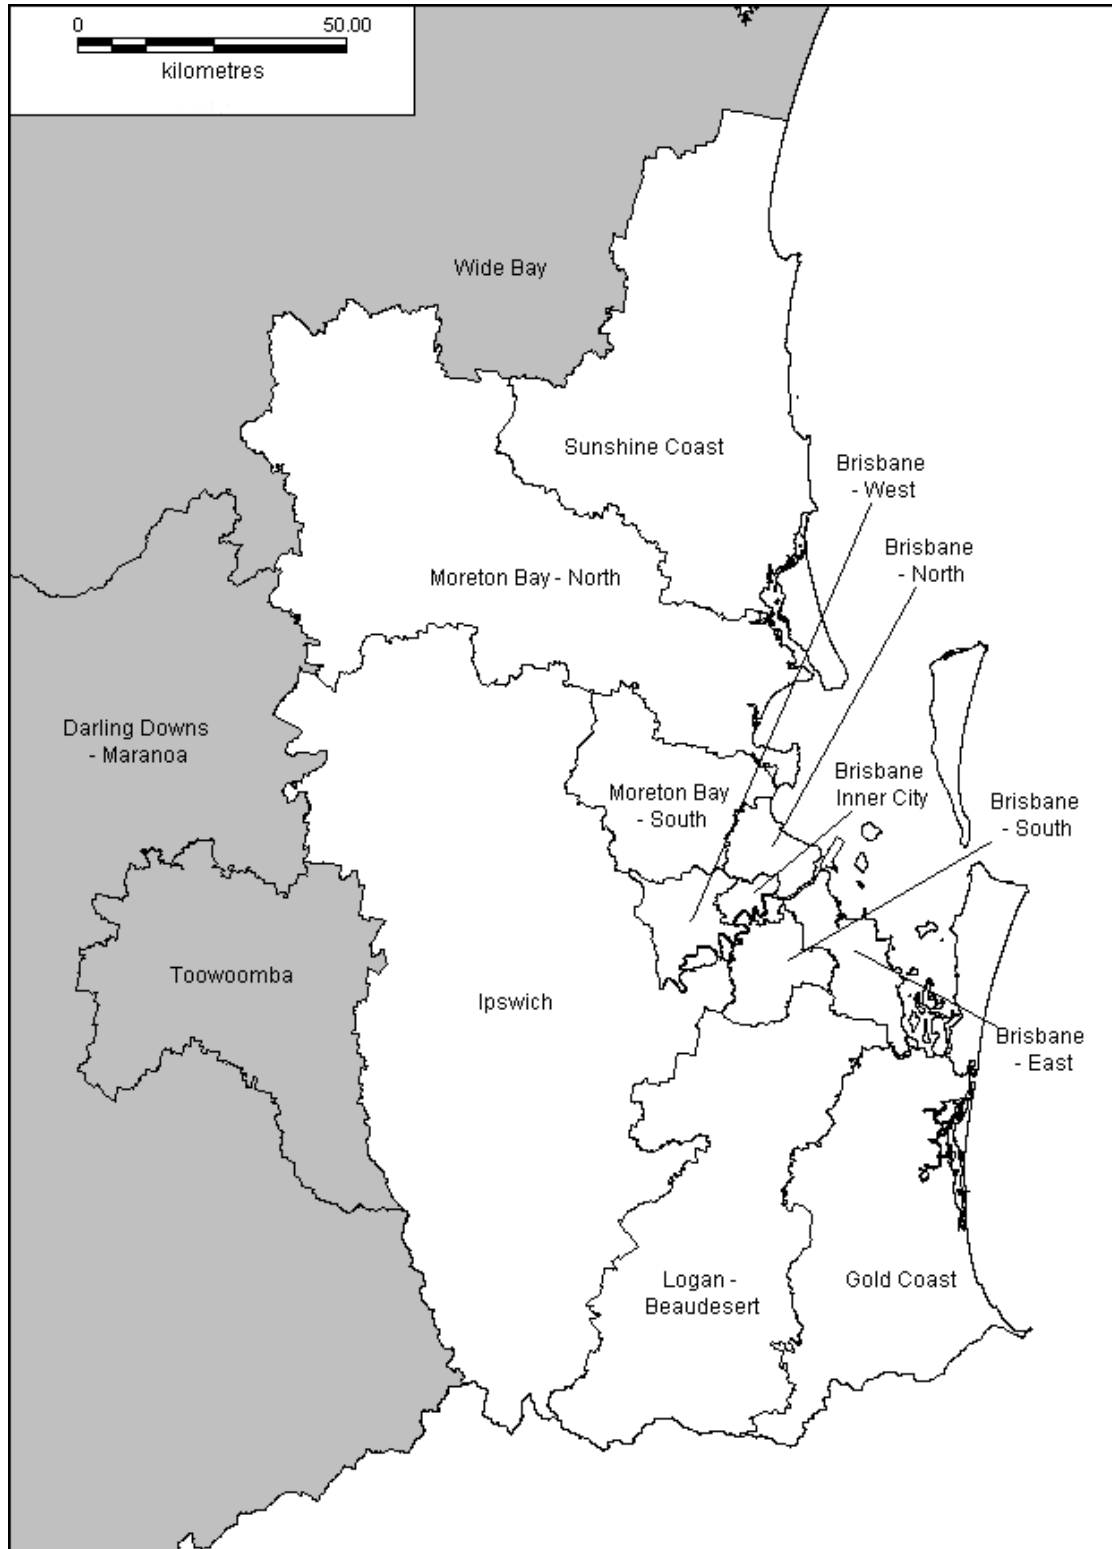 0 50.00
kilometres
Wide Bay
Sunshine Coast
Brisbane
- West
Brisbane
- North
Moreton Bay - North
Darling Downs
- Maranoa
Moreton Bay
- South
Brisbane
Inner City
Brisbane
- South
Toowoomba
Ipswich
Brisbane
- East
Logan -
Beaudesert
Gold Coast